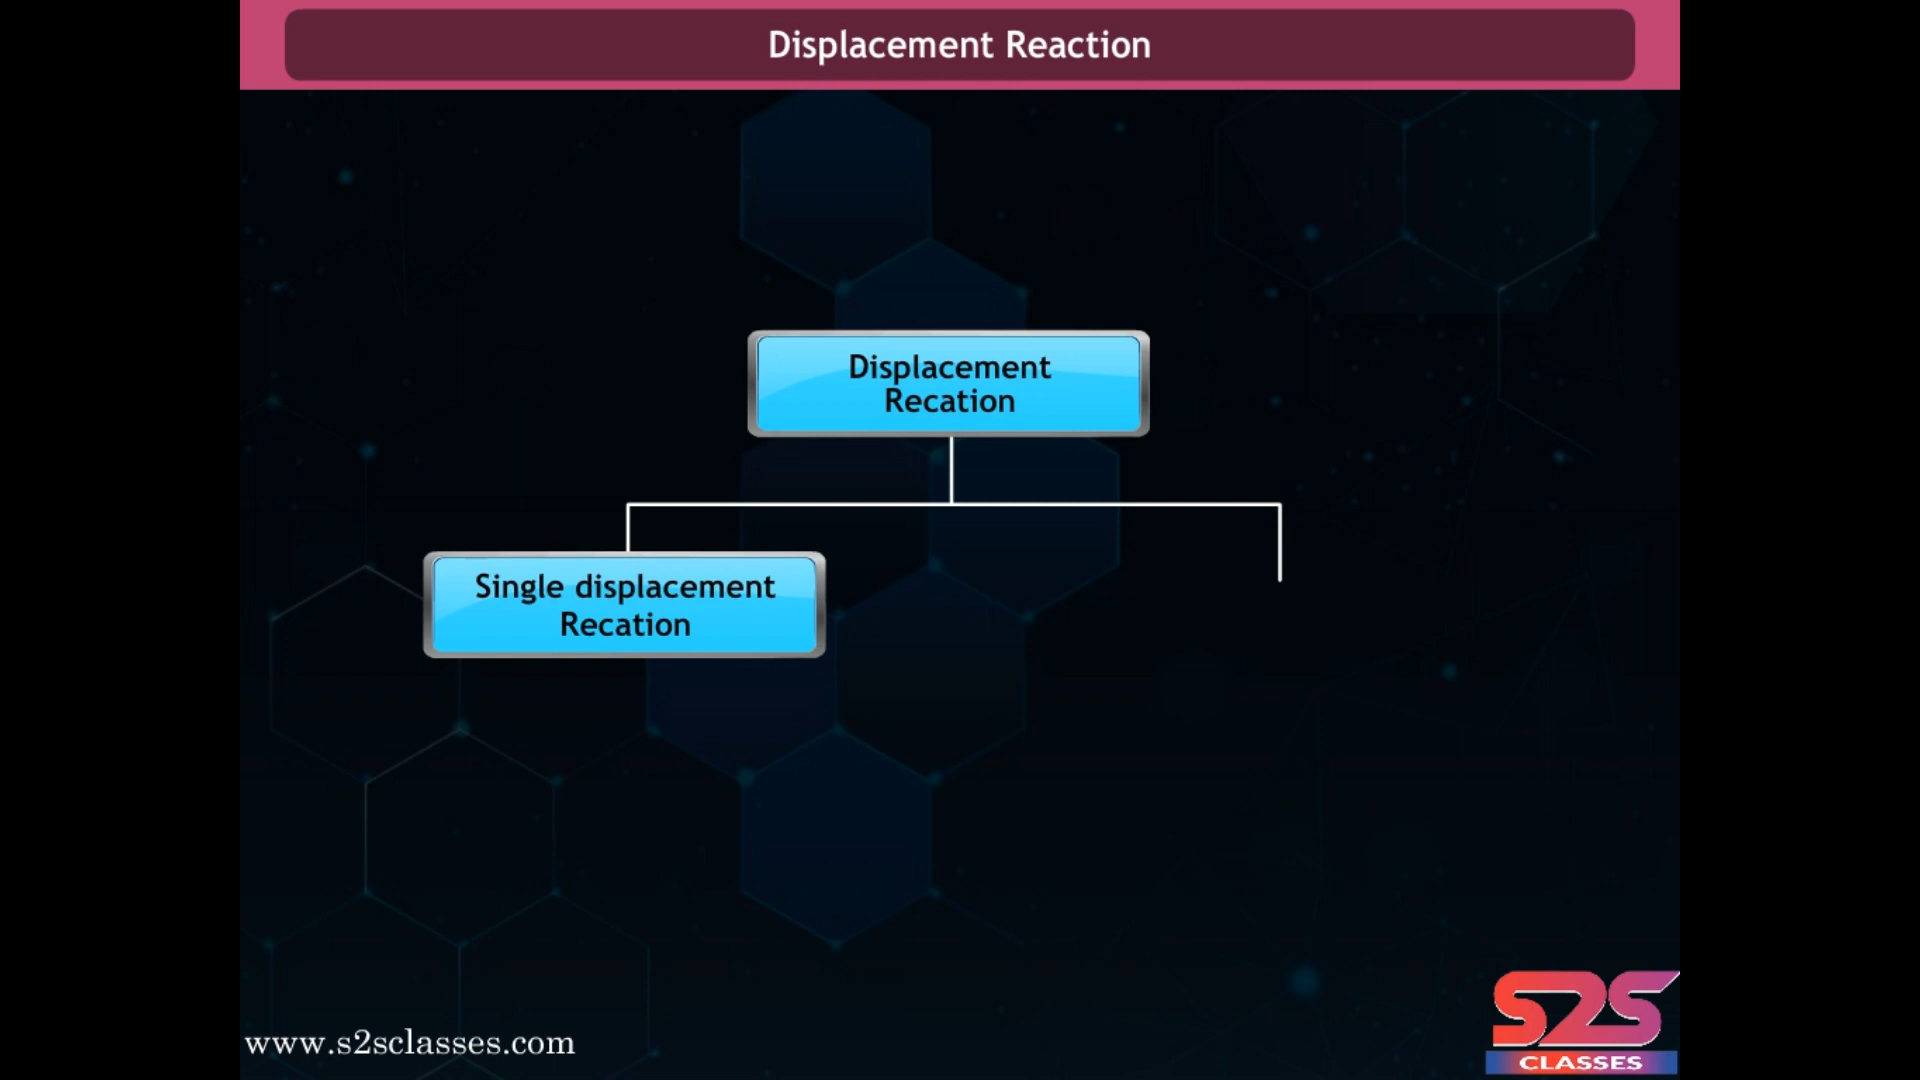 Displacement Reaction
Displacement
Recation
Single displacement
Recation
www.s2sclasses.com
S2S
CLASSES